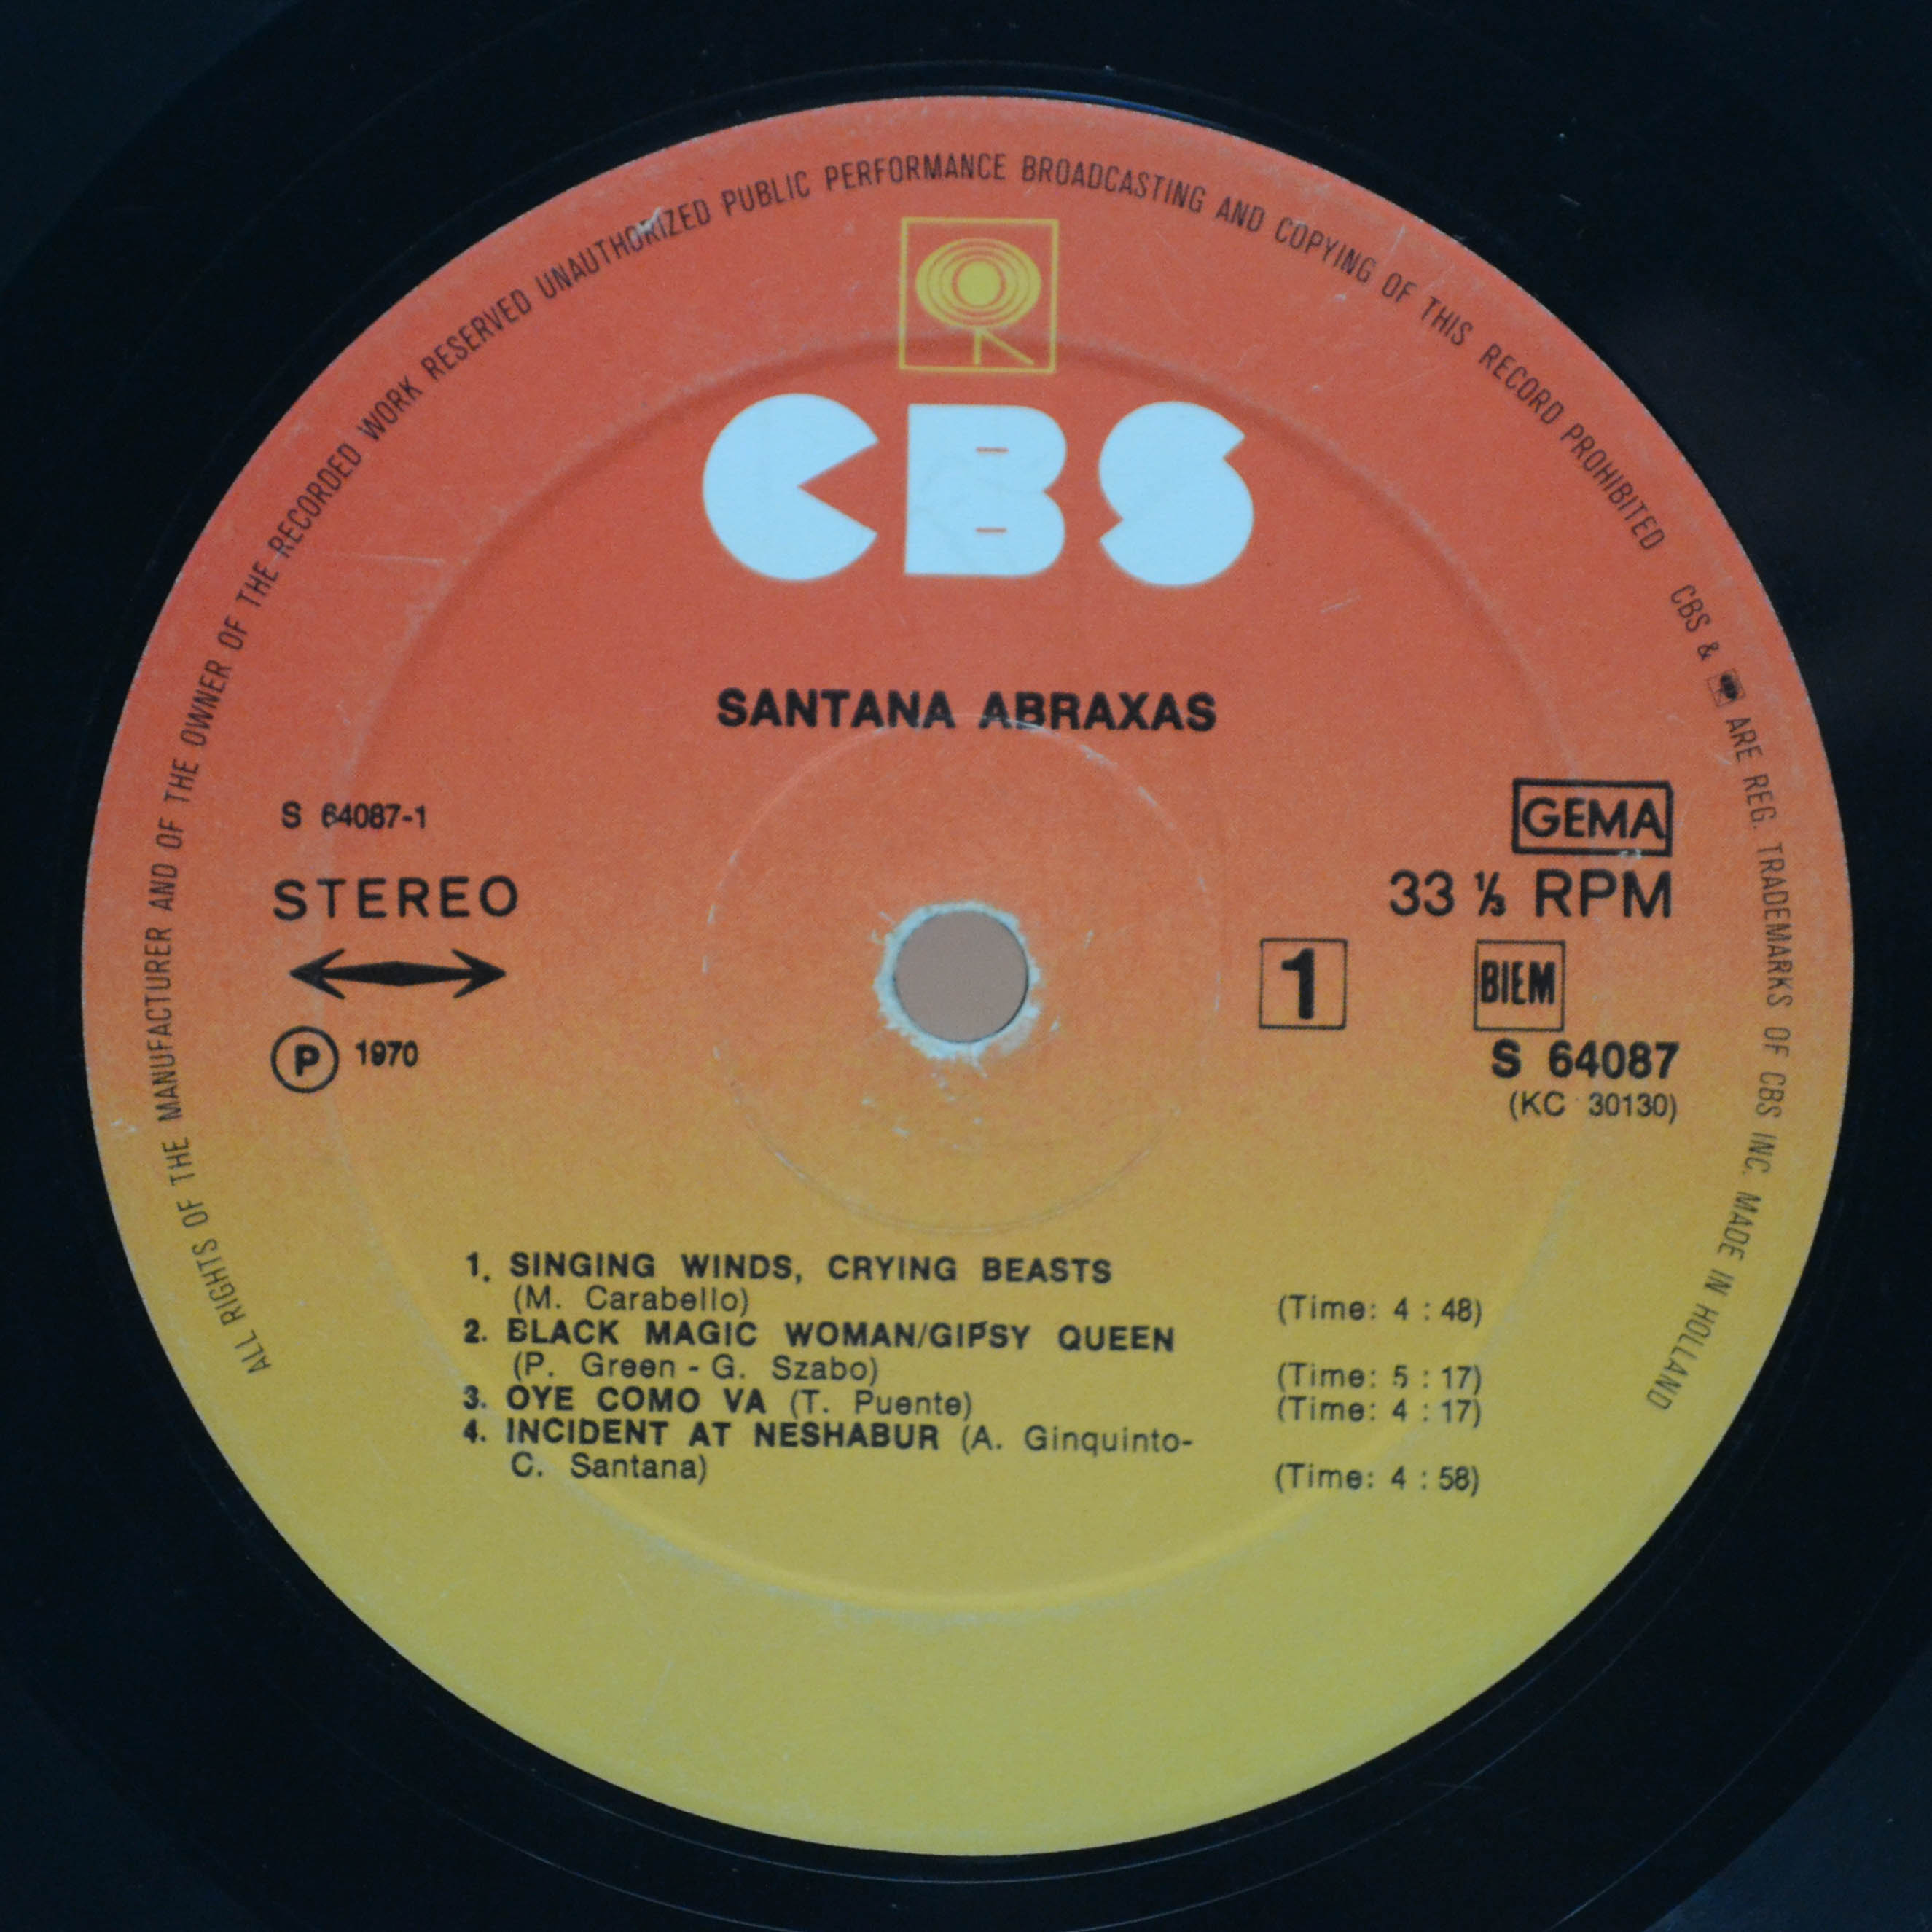 ALL RIGHTS OF THE MANUFACTURER AND OF THE OWNER OF THE RECORDED WORK RESERVED UNAUTHORIZED PUBLIC PERFORMANCE BROADCASTING AND COPYING OF THIS RECORD PROHIBITED CBS & ARE REG. TRADEMARKS OF CBS INC. MADE IN HOLLAND
CBS
SANTANA ABRAXAS
S 64087-1
STEREO
℗ 1970
GEMA
33 ⅓ RPM
1 BIEM
S 64087
(KC 30130)
1. SINGING WINDS, CRYING BEASTS
(M. Carabello) (Time: 4 : 48)
2. BLACK MAGIC WOMAN/GIPSY QUEEN
(P. Green - G. Szabo) (Time: 5 : 17)
3. OYE COMO VA (T. Puente) (Time: 4 : 17)
4. INCIDENT AT NESHABUR (A. Ginquinto-
C. Santana) (Time: 4 : 58)